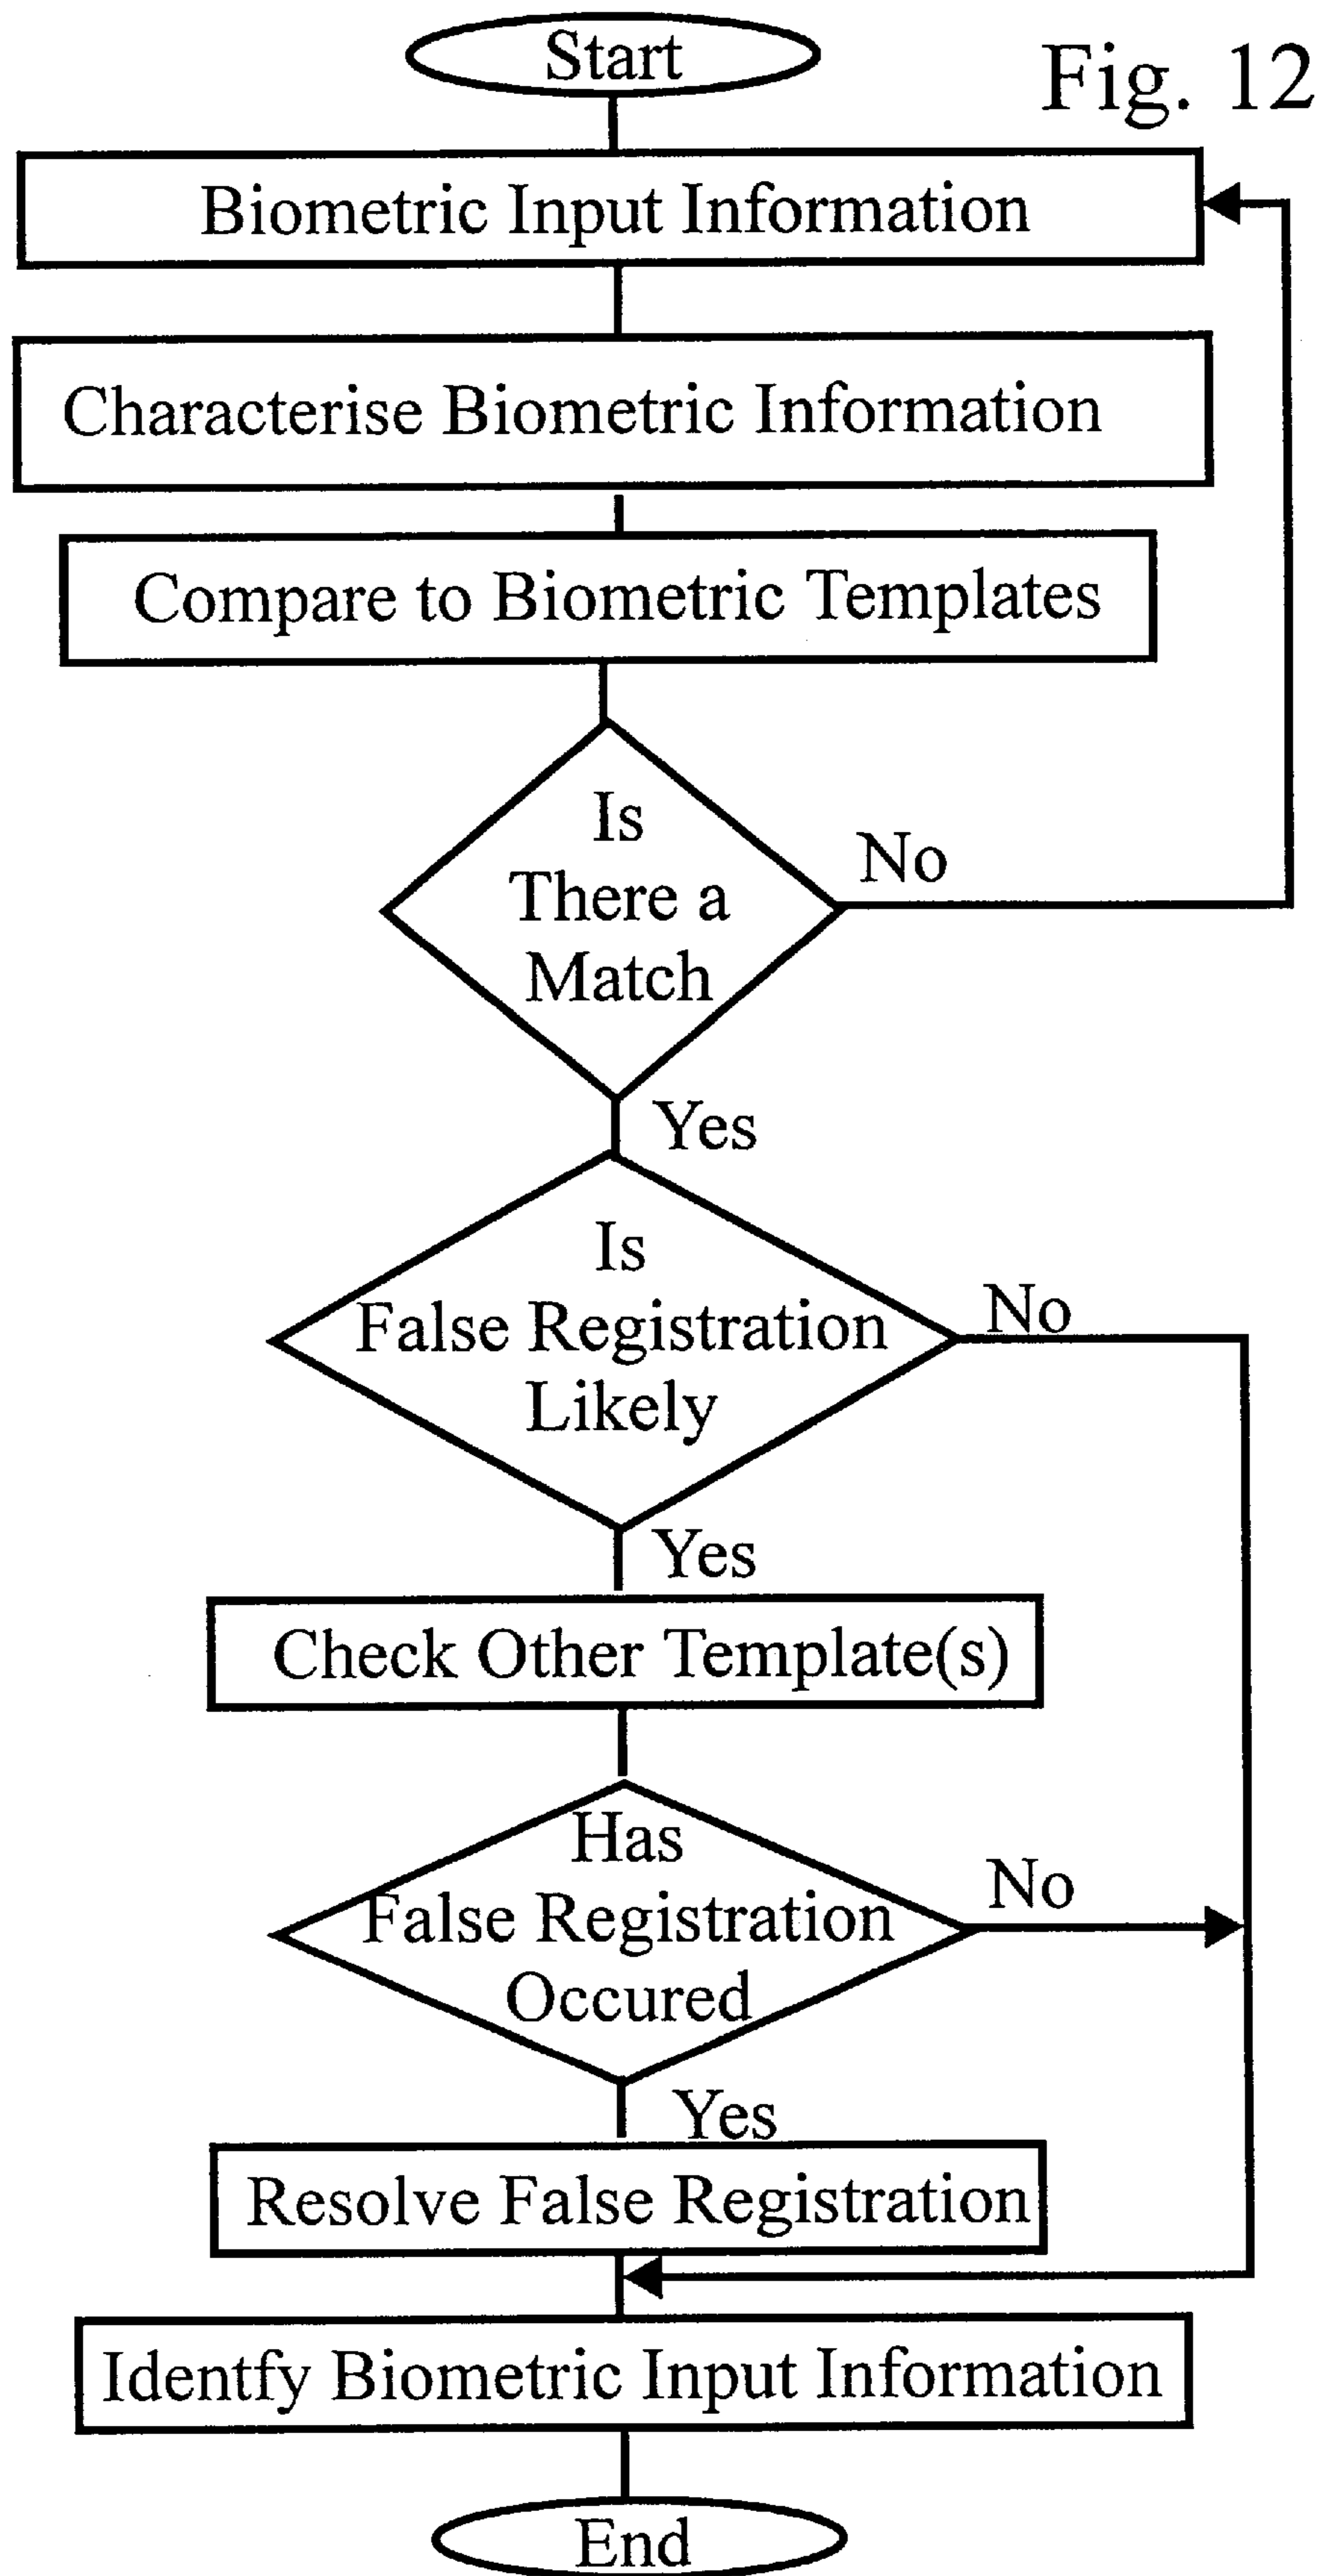 Start
Fig. 12
Biometric Input Information
Characterise Biometric Information
Compare to Biometric Templates
Is
There a
Match
No
Yes
Is
False Registration
Likely
No
Yes
Check Other Template(s)
Has
False Registration
Occured
No
Yes
Resolve False Registration
Identfy Biometric Input Information
End